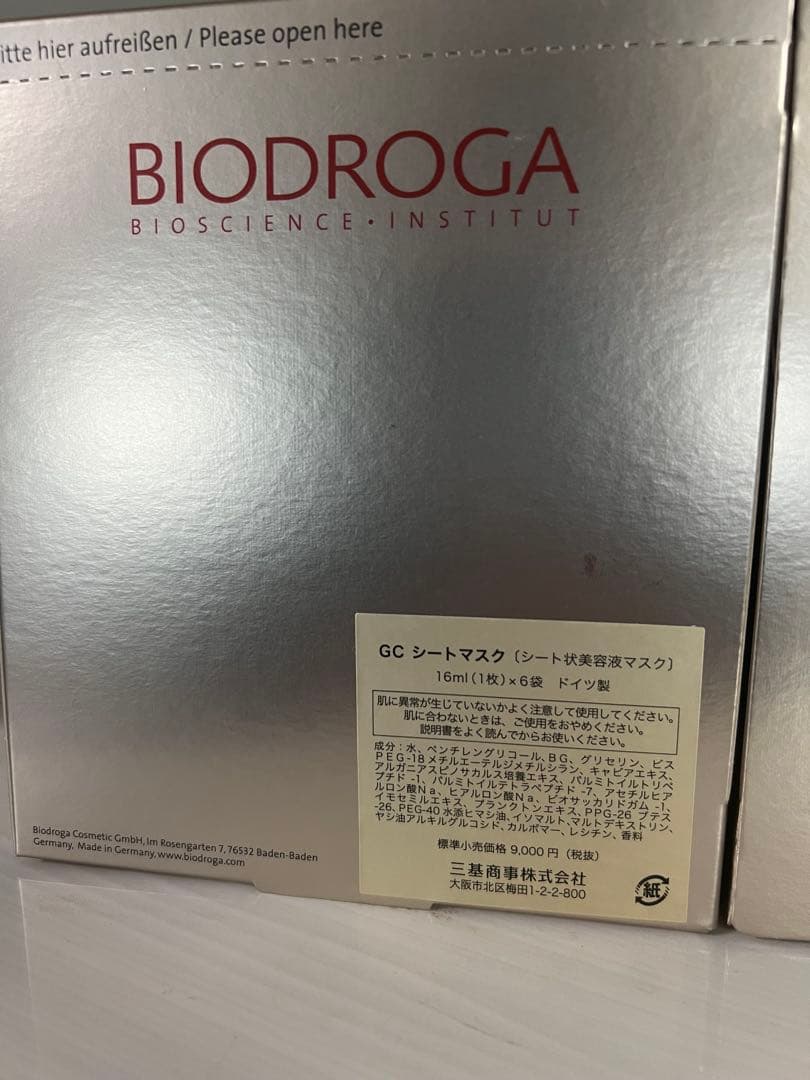 itte hier aufreißen / Please open here
BIODROGA
BIOSCIENCE • INSTITUT
GC シートマスク〔シート状美容液マスク〕
16ml(1枚)×6袋 ドイツ製
肌に異常が生じていないかよく注意して使用してください。
肌に合わないときは、ご使用をおやめください。
説明書をよく読んでからお使いください。
成分:水、ペンチレングリコール、BG、グリセリン、ビス
PEG-18メチルエーテルジメチルシラン、キャビアエキス、
アルガニアスピノサカルス培養エキス、パルミトイルトリペ
プチド -1、パルミトイルテトラペプチド -7、アセチルヒア
ルロン酸Na、ヒアルロン酸Na、ビオサッカリドガム -1、
イモセミルエキス、プランクトンエキス、PPG-26 ブテス
-26、PEG-40 水添ヒマシ油、イソマルト、マルトデキストリン、
ヤシ油アルキルグルコシド、カルボマー、レシチン、香料
標準小売価格 9,000 円(税抜)
三基商事株式会社
大阪市北区梅田1-2-2-800
紙
Biodroga Cosmetic GmbH, Im Rosengarten 7, 76532 Baden-Baden
Germany, Made in Germany, www.biodroga.com